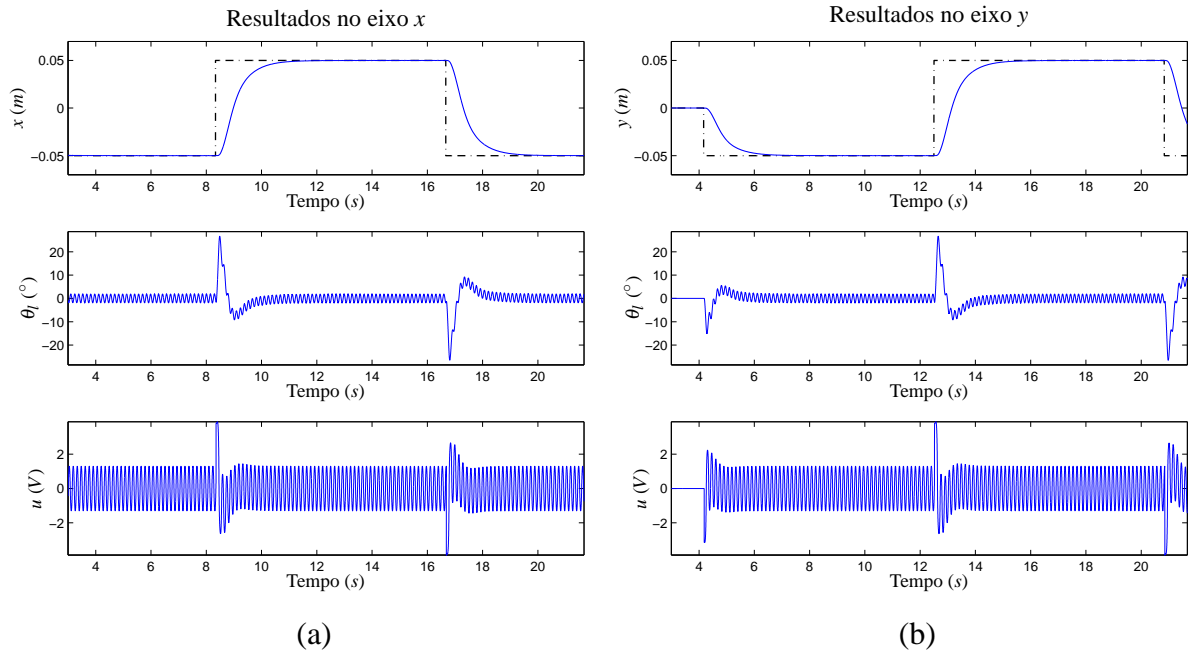 Resultados no eixo x
0.05
0
−0.05
x (m)
4 6 8 10 12 14 16 18 20
Tempo (s)
20
10
0
−10
−20
θl (°)
4 6 8 10 12 14 16 18 20
Tempo (s)
2
0
−2
u (V)
4 6 8 10 12 14 16 18 20
Tempo (s)
(a)
Resultados no eixo y
0.05
0
−0.05
y (m)
4 6 8 10 12 14 16 18 20
Tempo (s)
20
10
0
−10
−20
θl (°)
4 6 8 10 12 14 16 18 20
Tempo (s)
2
0
−2
u (V)
4 6 8 10 12 14 16 18 20
Tempo (s)
(b)